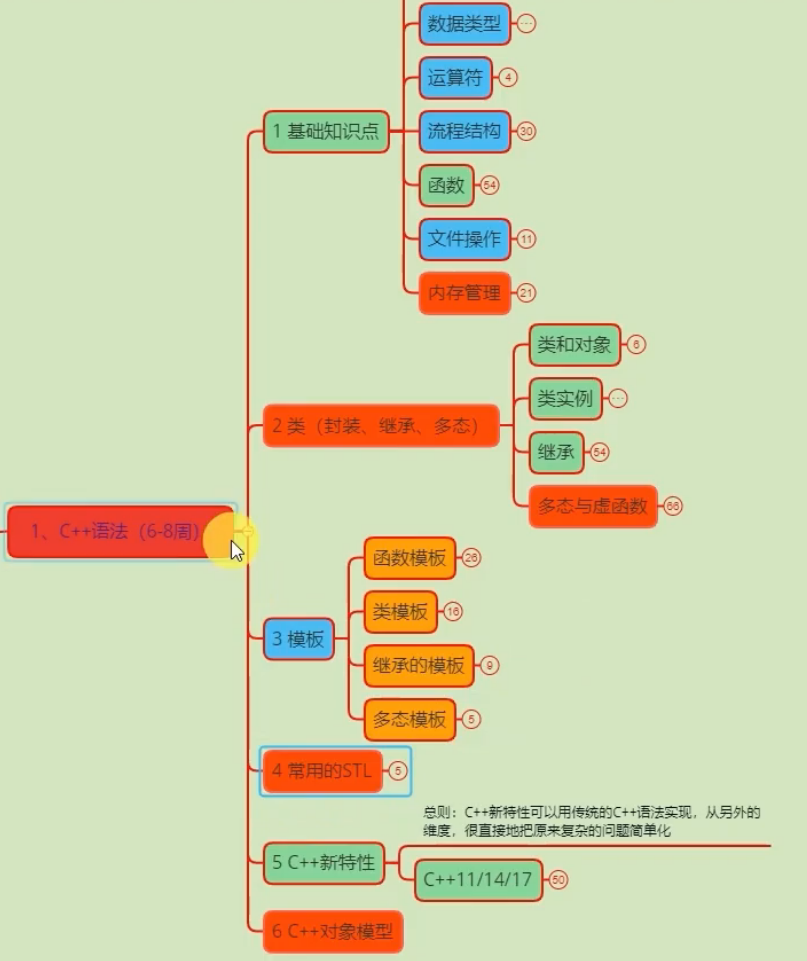 数据类型 ...
运算符 4
1 基础知识点
流程结构 30
函数 54
文件操作 11
内存管理 21
类和对象 6
类实例 ...
2 类（封装、继承、多态）
继承 54
多态与虚函数 66
1、C++语法（6-8周）
函数模板 26
类模板 16
3 模板
继承的模板 9
多态模板 5
4 常用的STL 5
总则：C++新特性可以用传统的C++语法实现，从另外的
维度，很直接地把原来复杂的问题简单化
5 C++新特性
C++11/14/17 50
6 C++对象模型